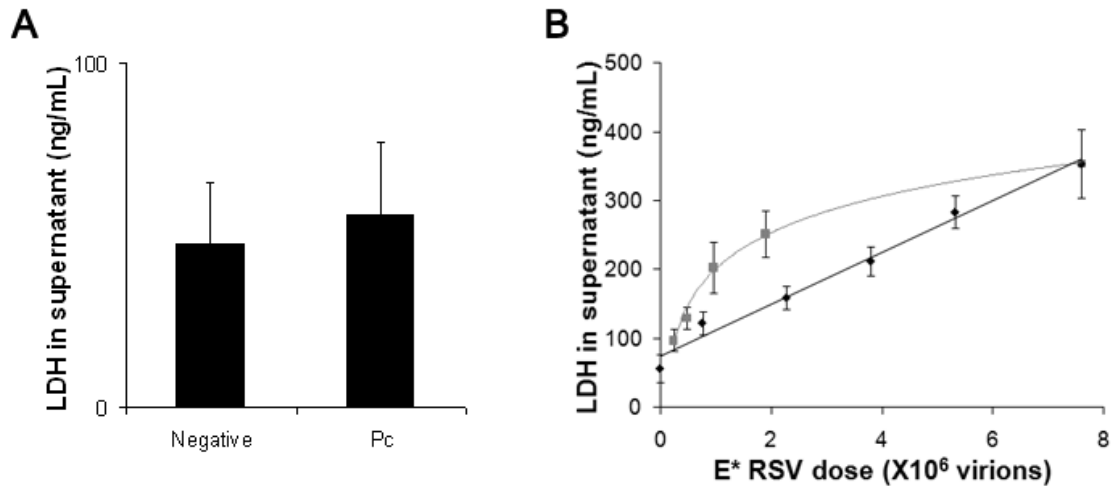 A
LDH in supernatant (ng/mL)
100
0
Negative
Pc
B
LDH in supernatant (ng/mL)
500
400
300
200
100
0
0
2
4
6
8
E* RSV dose (X10⁶ virions)